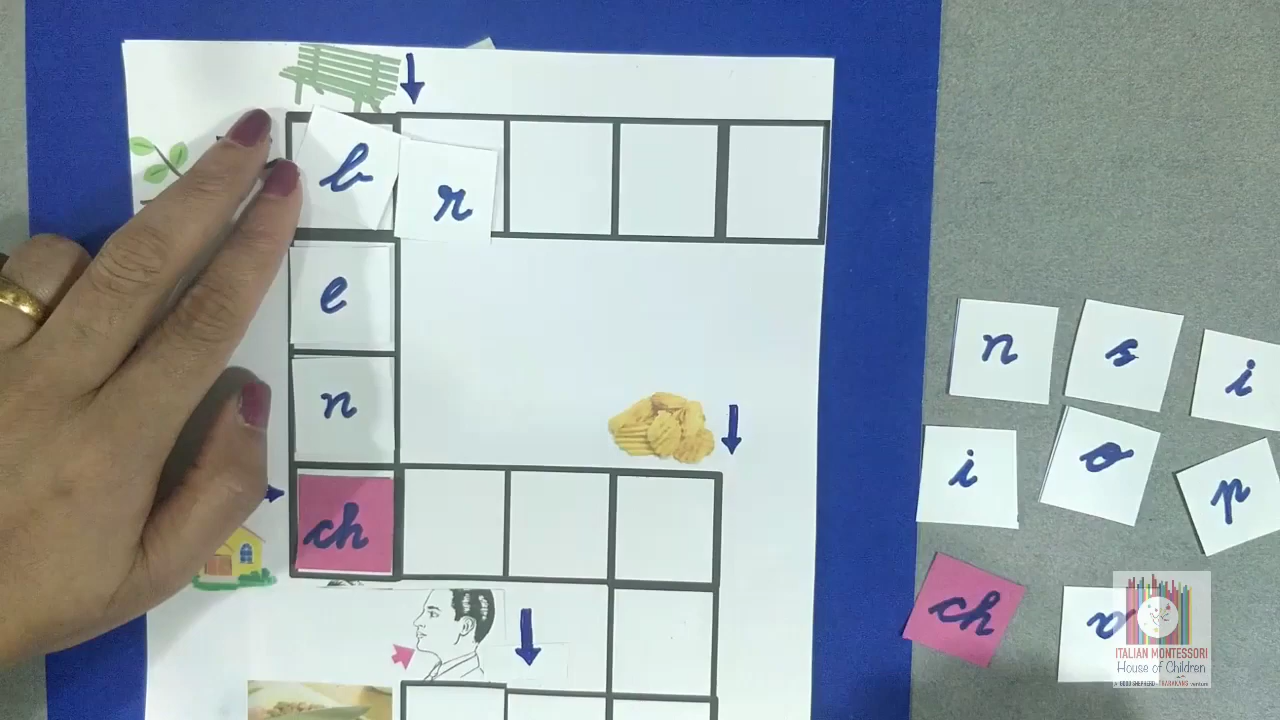 b r
e
n
ch
n s i
i o p
ch
ITALIAN MONTESSORI
House of Children